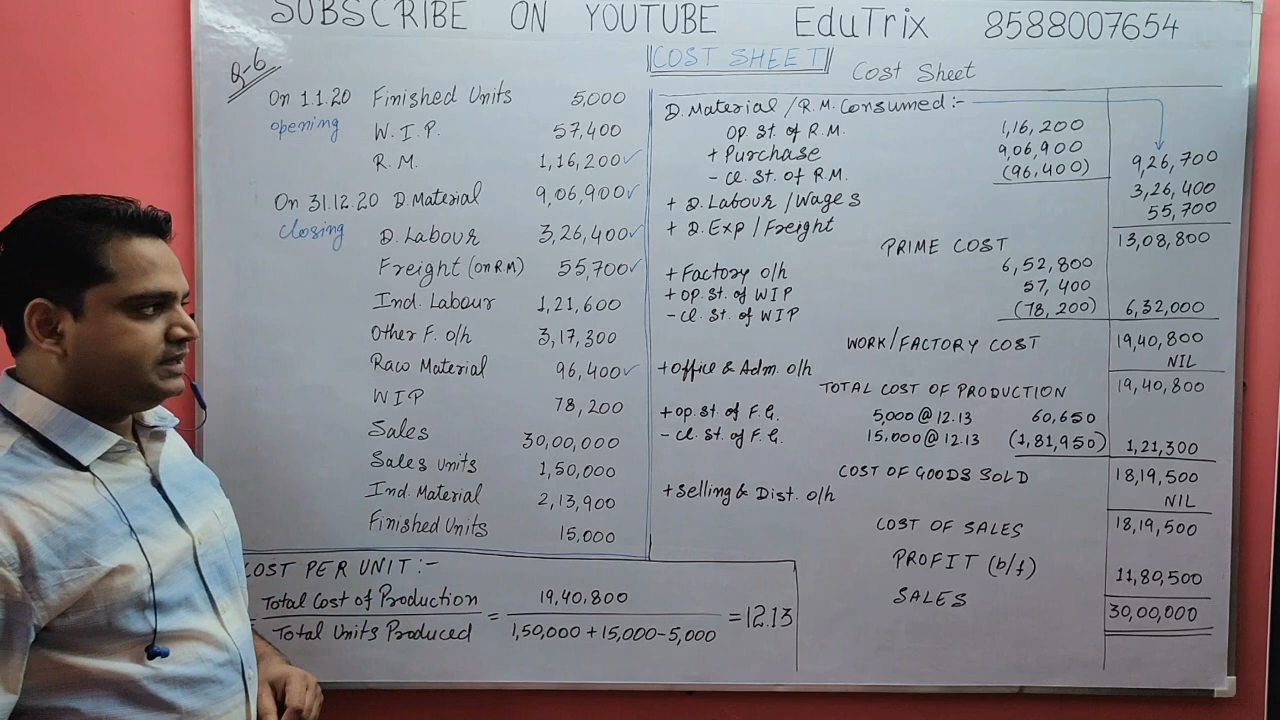 SUBSCRIBE ON YOUTUBE EduTrix 8588007654
COST SHEET
Q-6
On 1.1.20 Finished Units 5,000
opening W.I.P. 57,400
R.M. 1,16,200✓
On 31.12.20 D.Material 9,06,900✓
closing D.Labour 3,26,400✓
Freight (on R.M) 55,700✓
Ind. Labour 1,21,600
Other F. o/h 3,17,300
Raw Material 96,400✓
WIP 78,200
Sales 30,00,000
Sales Units 1,50,000
Ind. Material 2,13,900
Finished Units 15,000
COST PER UNIT:-
= Total Cost of Production / Total Units Produced = 19,40,800 / 1,50,000 + 15,000 - 5,000 = 12.13
Cost Sheet
D.Material / R.M. Consumed:-
Op. St. of R.M. 1,16,200
+ Purchase 9,06,900
- Cl. St. of R.M. (96,400) 9,26,700
+ D.Labour / Wages 3,26,400
+ D.Exp / Freight 55,700
PRIME COST 13,08,800
+ Factory o/h 6,52,800
+ Op. St. of WIP 57,400
- Cl. St. of WIP (78,200) 6,32,000
WORK/FACTORY COST 19,40,800
+ Office & Adm. o/h NIL
TOTAL COST OF PRODUCTION 19,40,800
+ Op. St. of F.G. 5,000 @ 12.13 60,650
- Cl. St. of F.G. 15,000 @ 12.13 (1,81,950) 1,21,300
COST OF GOODS SOLD 18,19,500
+ Selling & Dist. o/h NIL
COST OF SALES 18,19,500
PROFIT (b/f) 11,80,500
SALES 30,00,000